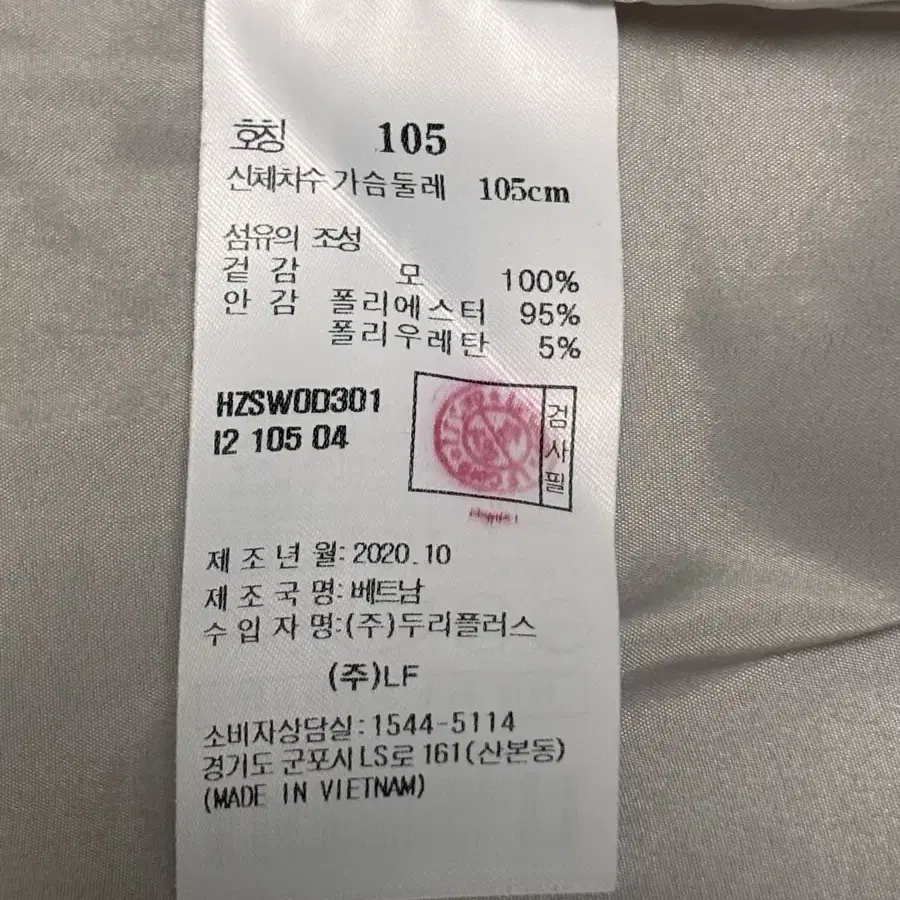 호칭 105
신체치수 가슴둘레 105cm
섬유의 조성
겉 감 모 100%
안 감 폴리에스터 95%
폴리우레탄 5%
HZSW0D301
I2 105 04
검사필
제 조 년 월: 2020.10
제 조 국 명: 베트남
수 입 자 명:(주)두리플러스
(주)LF
소비자상담실:1544-5114
경기도 군포시 LS로 161(산본동)
(MADE IN VIETNAM)